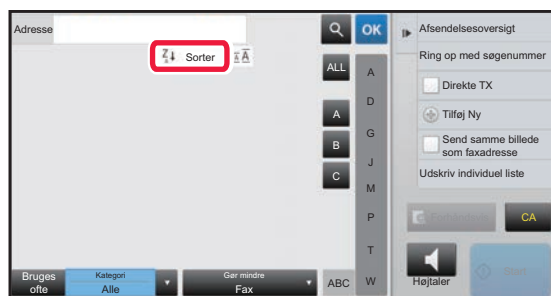 Adresse
OK
Z↓ Sorter
A A
ALL
A
B
C
A
D
G
J
M
P
T
W
ABC
Bruges
ofte
Kategori
Alle
Gør mindre
Fax
Afsendelsesoversigt
Ring op med søgenummer
Direkte TX
Tilføj Ny
Send samme billede
som faxadresse
Udskriv individuel liste
CA
Højtaler
Start